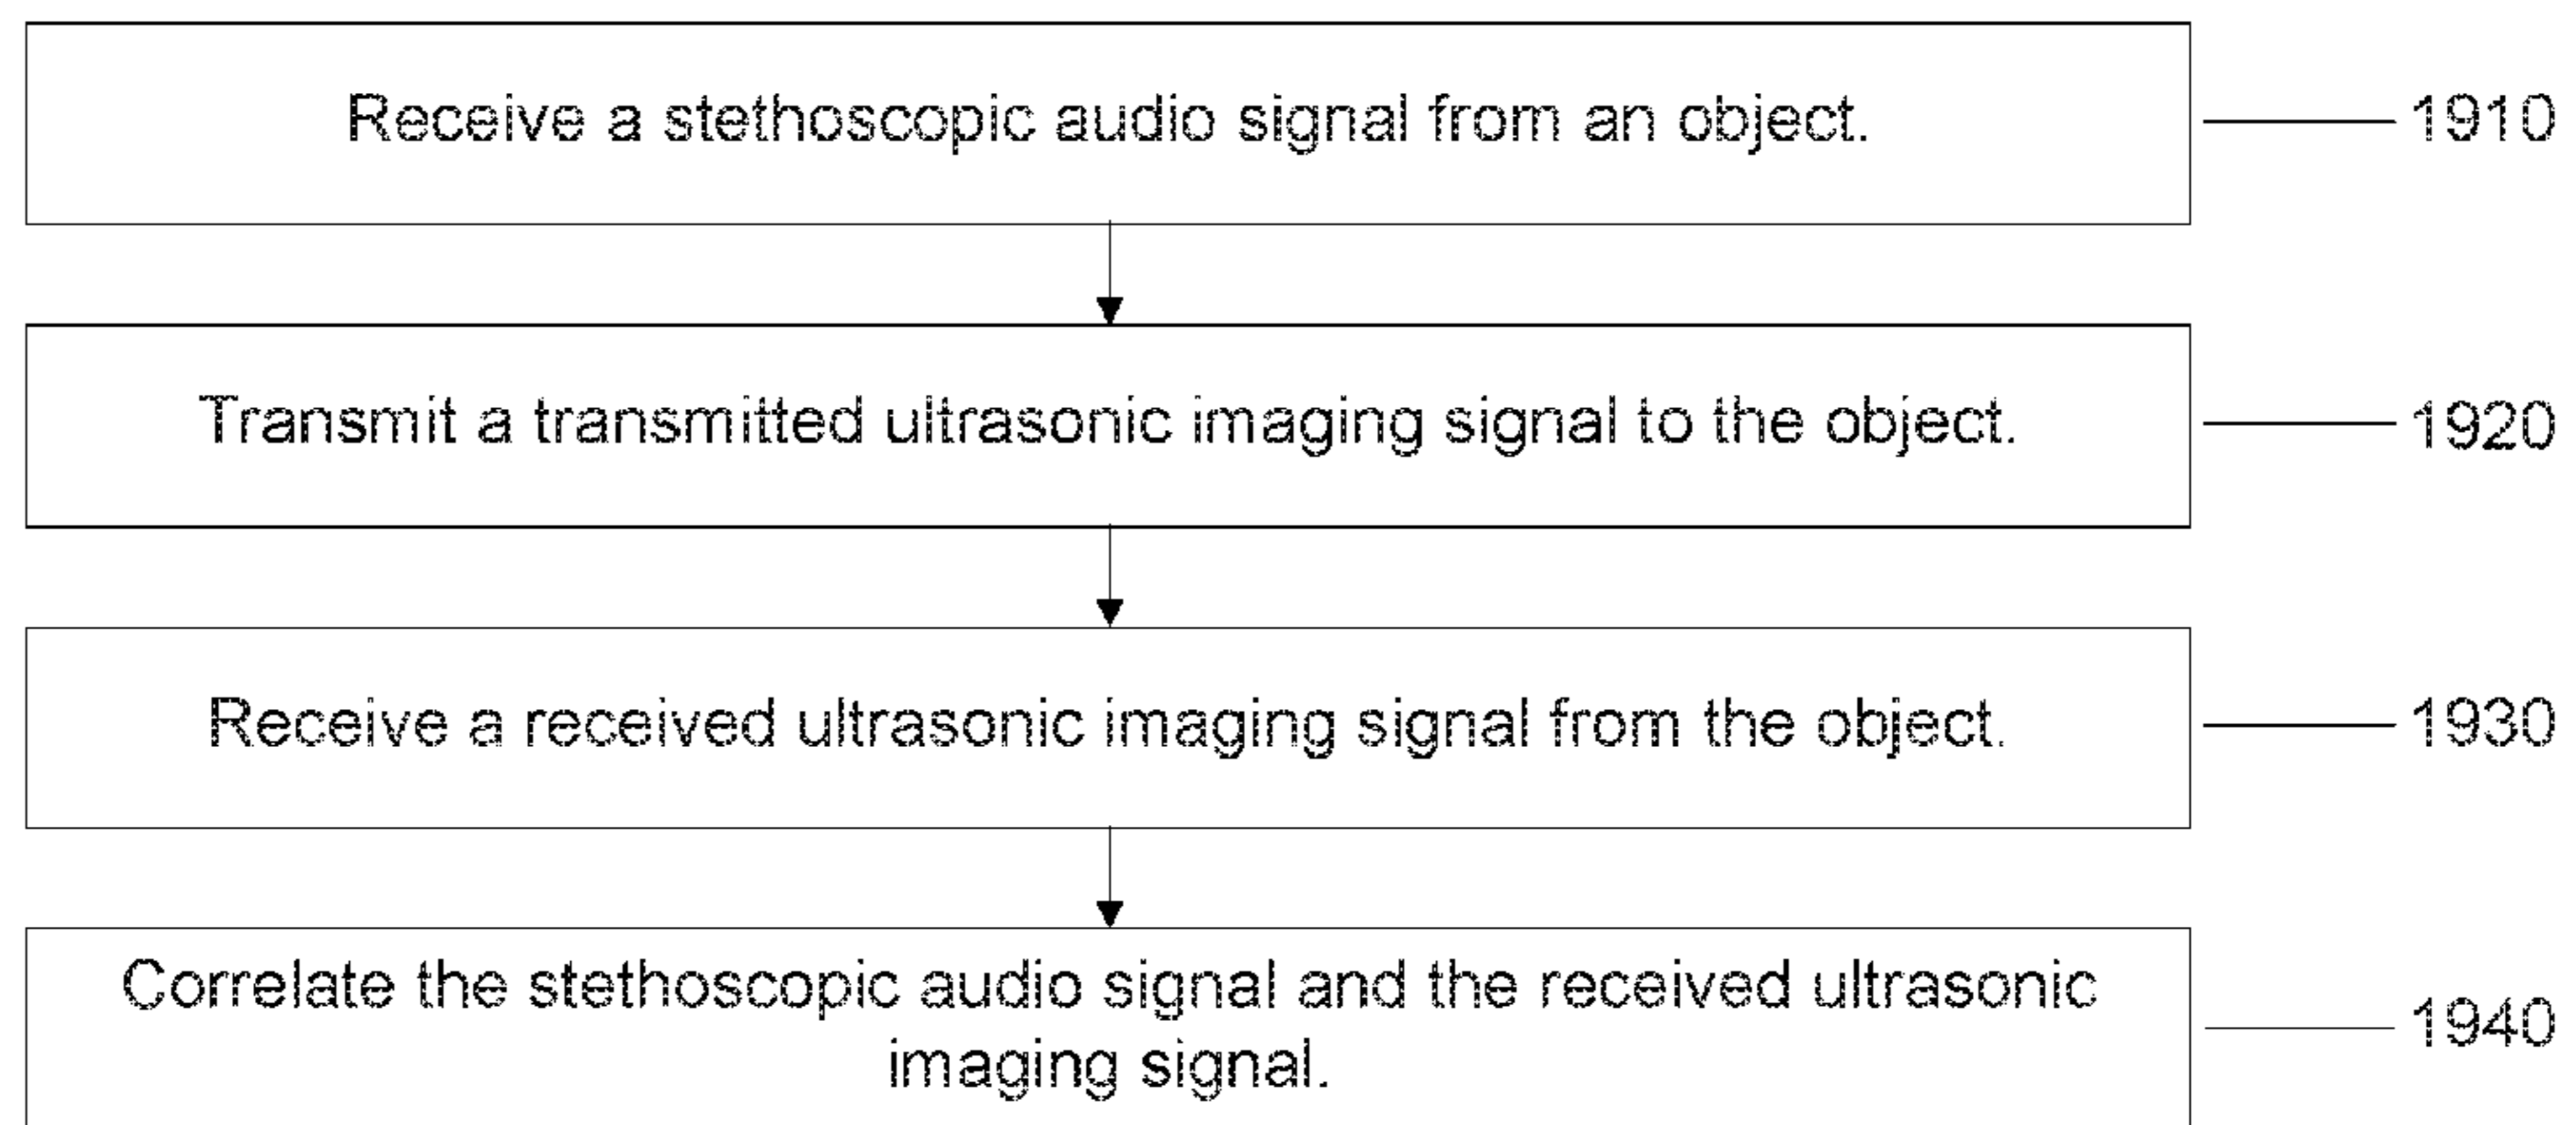 Receive a stethoscopic audio signal from an object.
1910
Transmit a transmitted ultrasonic imaging signal to the object.
1920
Receive a received ultrasonic imaging signal from the object.
1930
Correlate the stethoscopic audio signal and the received ultrasonic
imaging signal.
1940